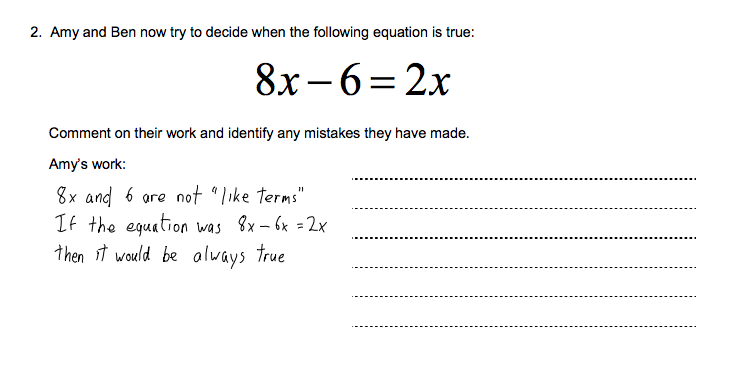 2. Amy and Ben now try to decide when the following equation is true:
8x – 6 = 2x
Comment on their work and identify any mistakes they have made.
Amy's work:
8x and 6 are not "like terms"
If the equation was 8x – 6x = 2x
then it would be always true